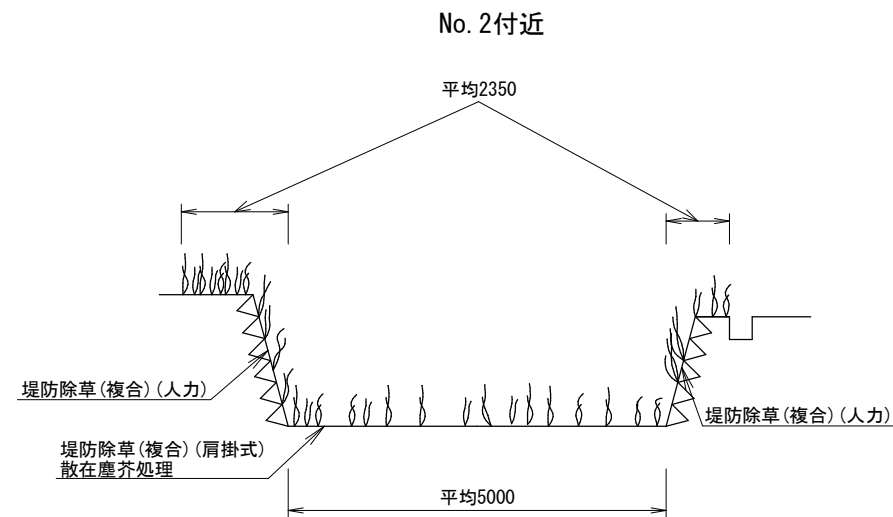 No.2付近
平均2350
堤防除草(複合)(人力)
堤防除草(複合)(人力)
堤防除草(複合)(肩掛式)
散在塵芥処理
平均5000